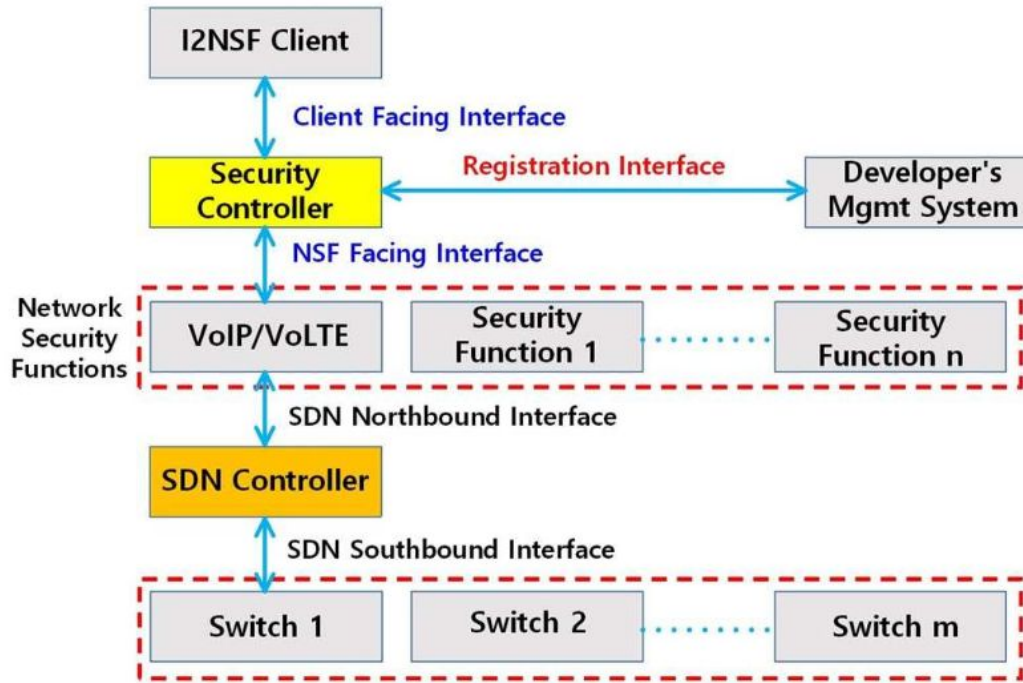 I2NSF Client
Client Facing Interface
Security
Controller
Registration Interface
Developer's
Mgmt System
NSF Facing Interface
Network
Security
Functions
VoIP/VoLTE
Security
Function 1
Security
Function n
SDN Northbound Interface
SDN Controller
SDN Southbound Interface
Switch 1
Switch 2
Switch m